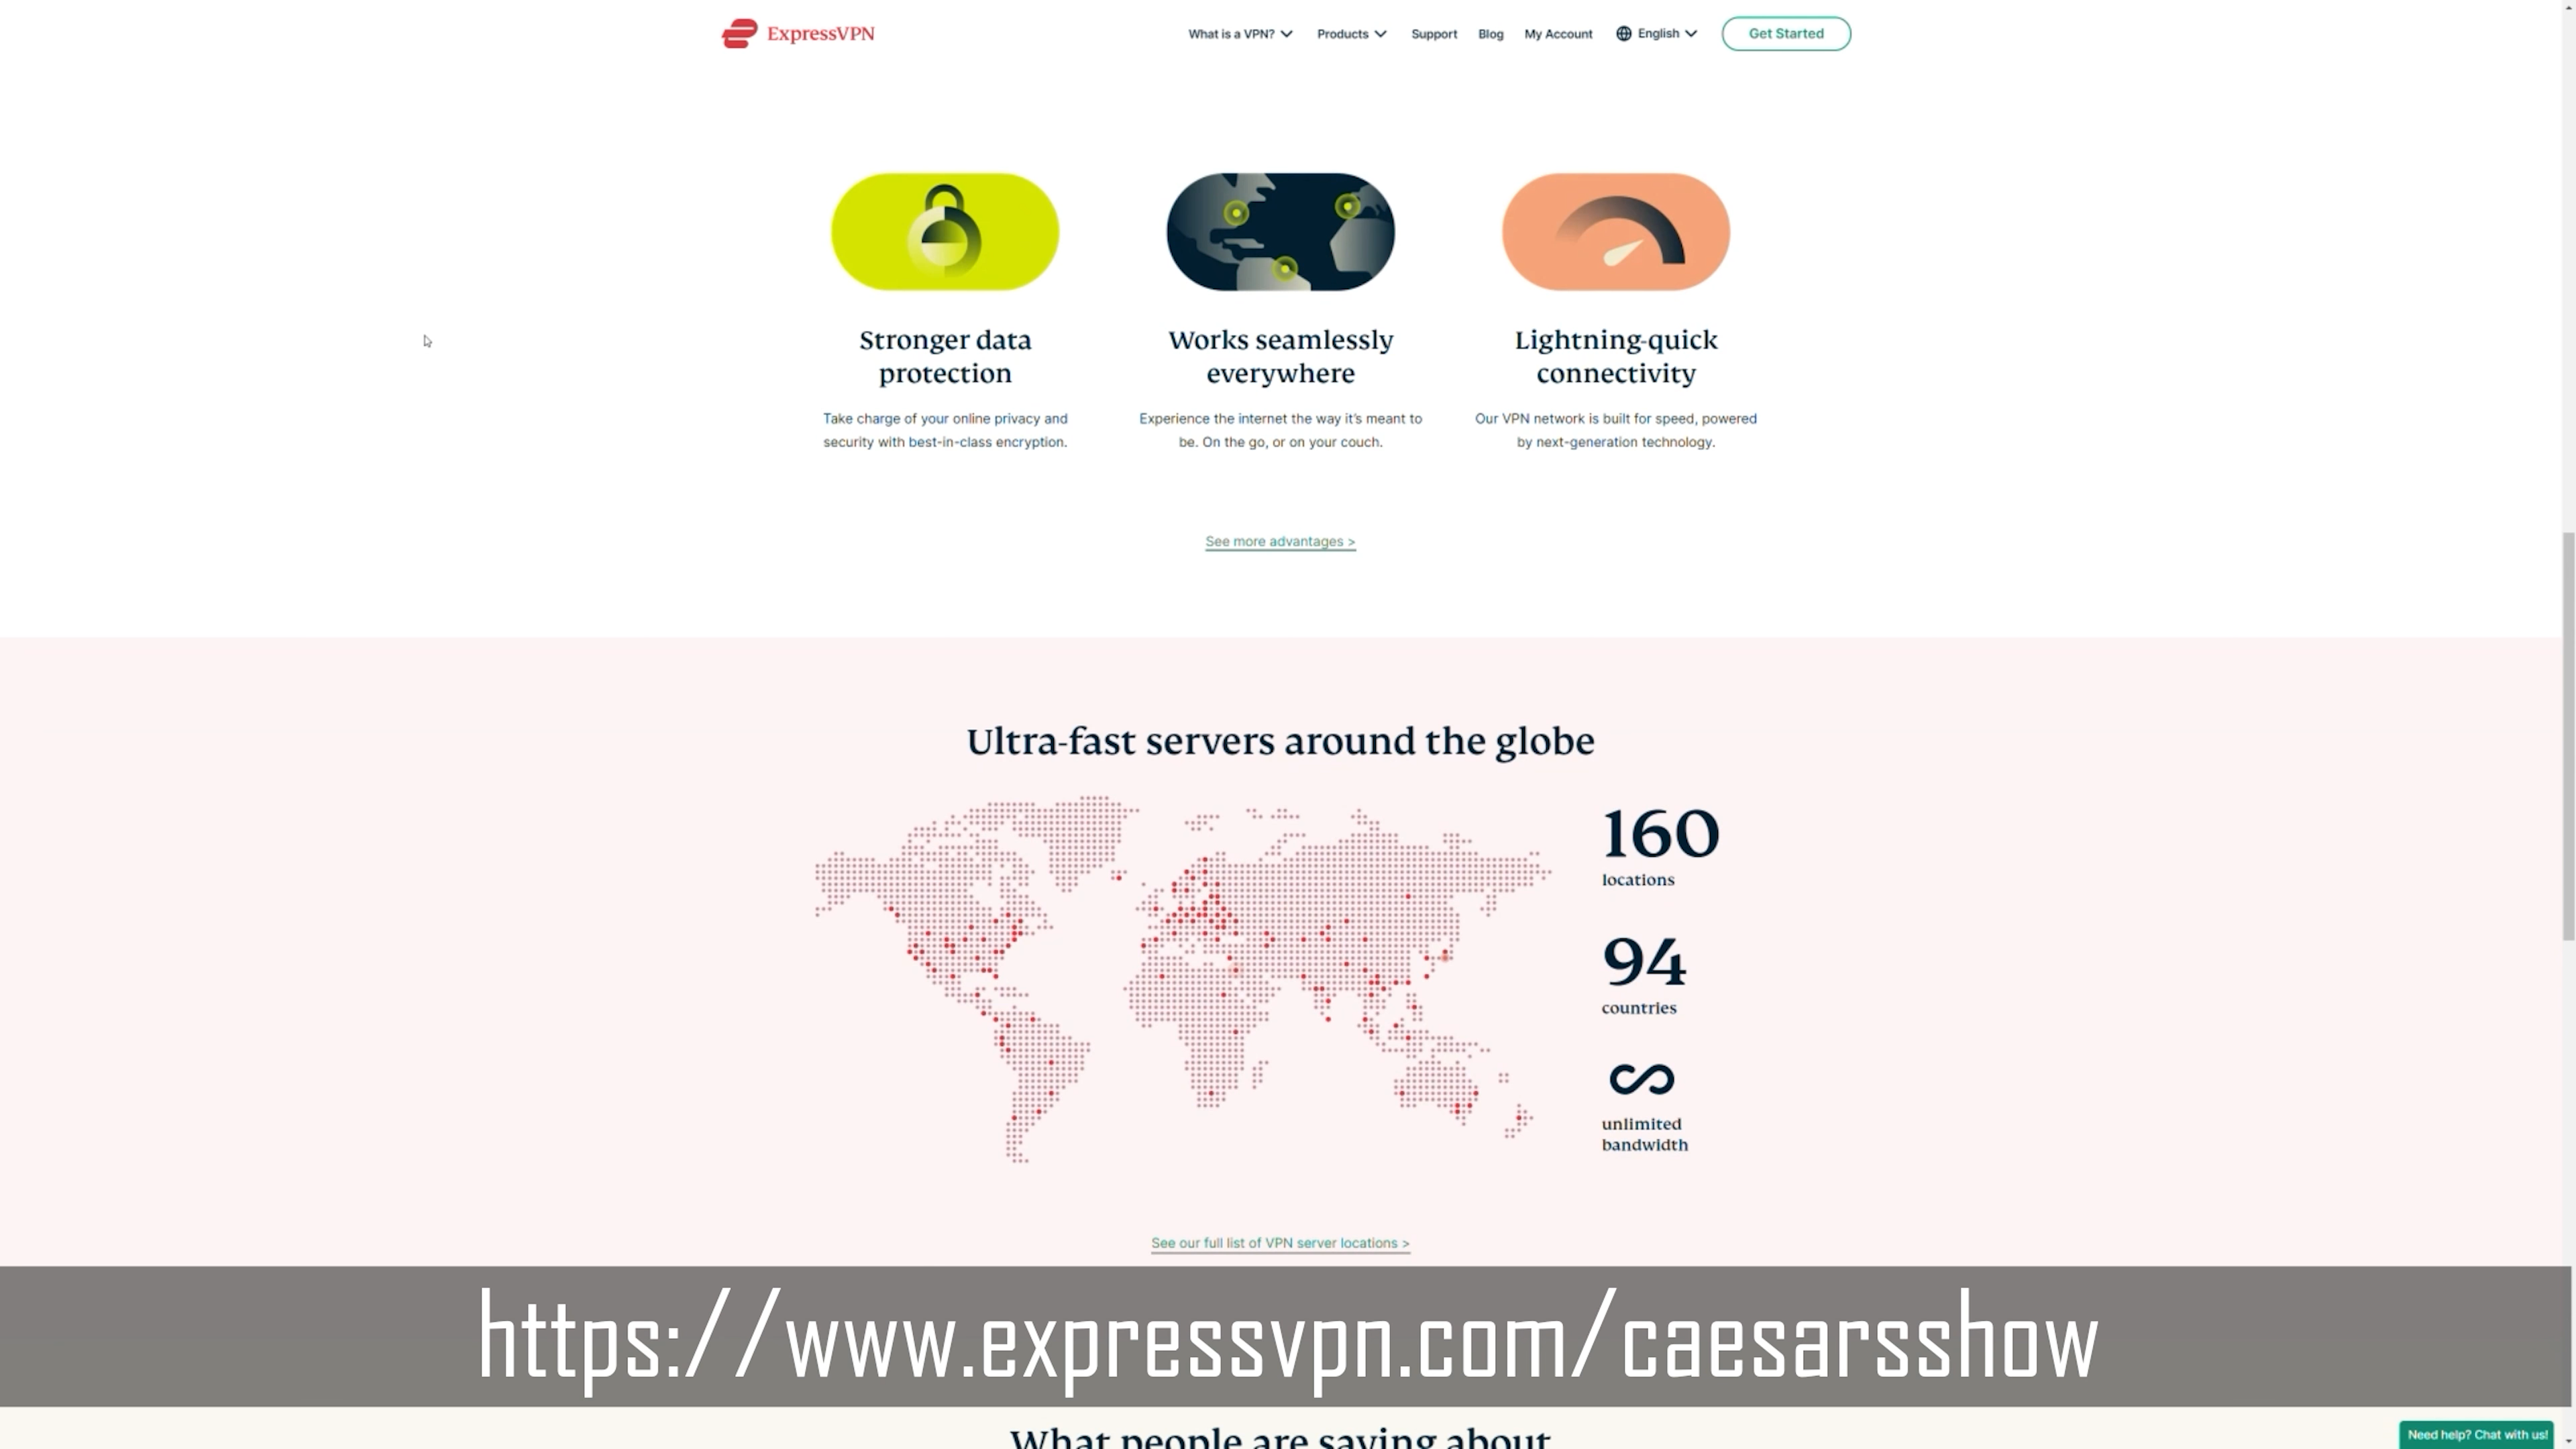 ExpressVPN
What is a VPN? Products Support Blog My Account English Get Started
Stronger data
protection
Take charge of your online privacy and
security with best-in-class encryption.
Works seamlessly
everywhere
Experience the internet the way it's meant to
be. On the go, or on your couch.
Lightning-quick
connectivity
Our VPN network is built for speed, powered
by next-generation technology.
See more advantages >
Ultra-fast servers around the globe
160
locations
94
countries
∞
unlimited
bandwidth
See our full list of VPN server locations >
https://www.expressvpn.com/caesarsshow
What people are saying about
Need help? Chat with us!